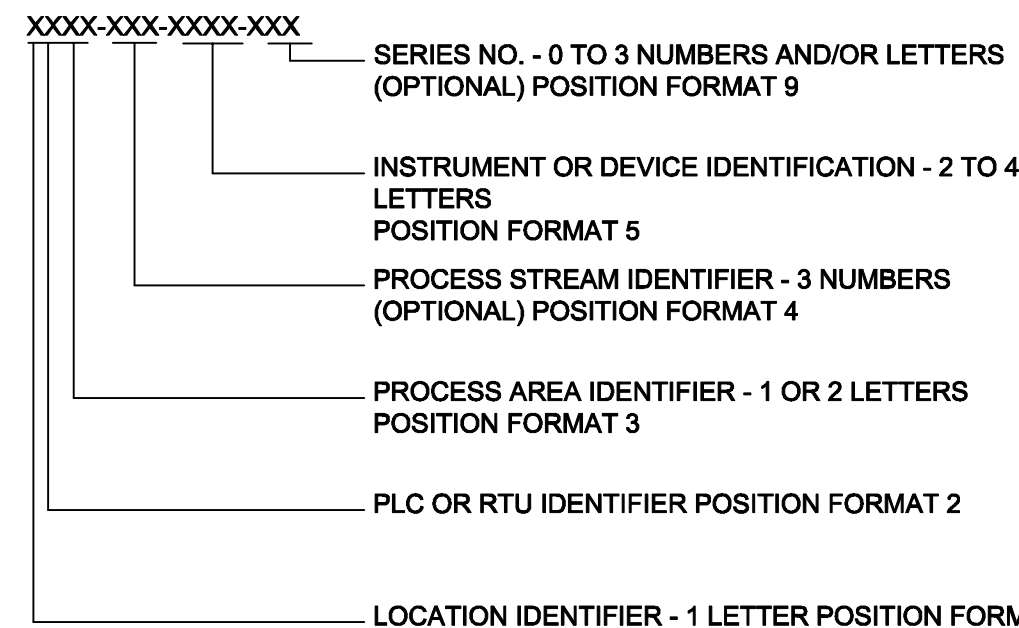 XXXX-XXX-XXXX-XXX
SERIES NO. - 0 TO 3 NUMBERS AND/OR LETTERS
(OPTIONAL) POSITION FORMAT 9
INSTRUMENT OR DEVICE IDENTIFICATION - 2 TO 4
LETTERS
POSITION FORMAT 5
PROCESS STREAM IDENTIFIER - 3 NUMBERS
(OPTIONAL) POSITION FORMAT 4
PROCESS AREA IDENTIFIER - 1 OR 2 LETTERS
POSITION FORMAT 3
PLC OR RTU IDENTIFIER POSITION FORMAT 2
LOCATION IDENTIFIER - 1 LETTER POSITION